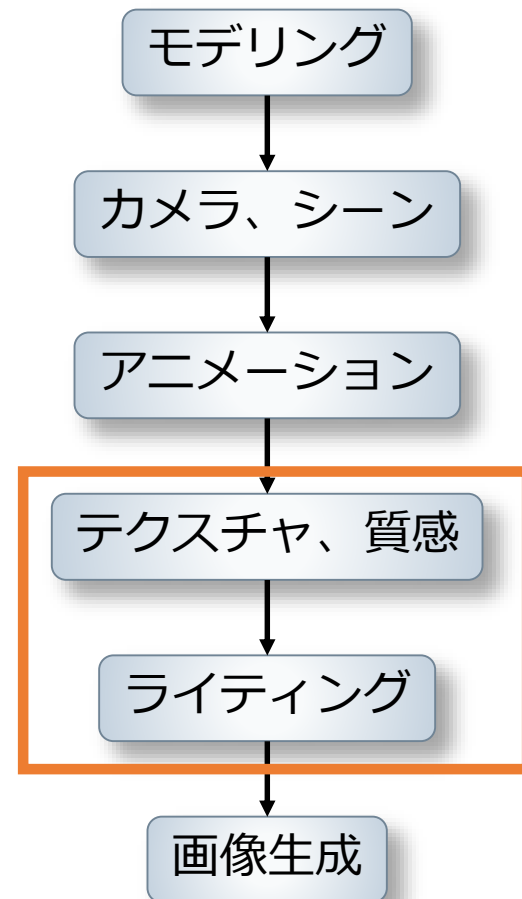 モデリング
カメラ、シーン
アニメーション
テクスチャ、質感
ライティング
画像生成